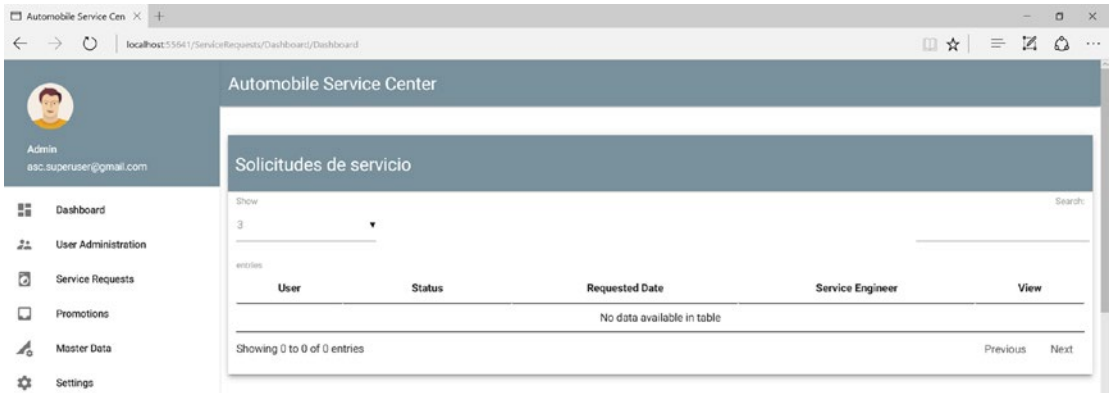 Automobile Service Cen
localhost:55641/ServiceRequests/Dashboard/Dashboard
Admin
asc.superuser@gmail.com
Dashboard
User Administration
Service Requests
Promotions
Master Data
Settings
Automobile Service Center
Solicitudes de servicio
Show Search:
3
entries
User Status Requested Date Service Engineer View
No data available in table
Showing 0 to 0 of 0 entries Previous Next